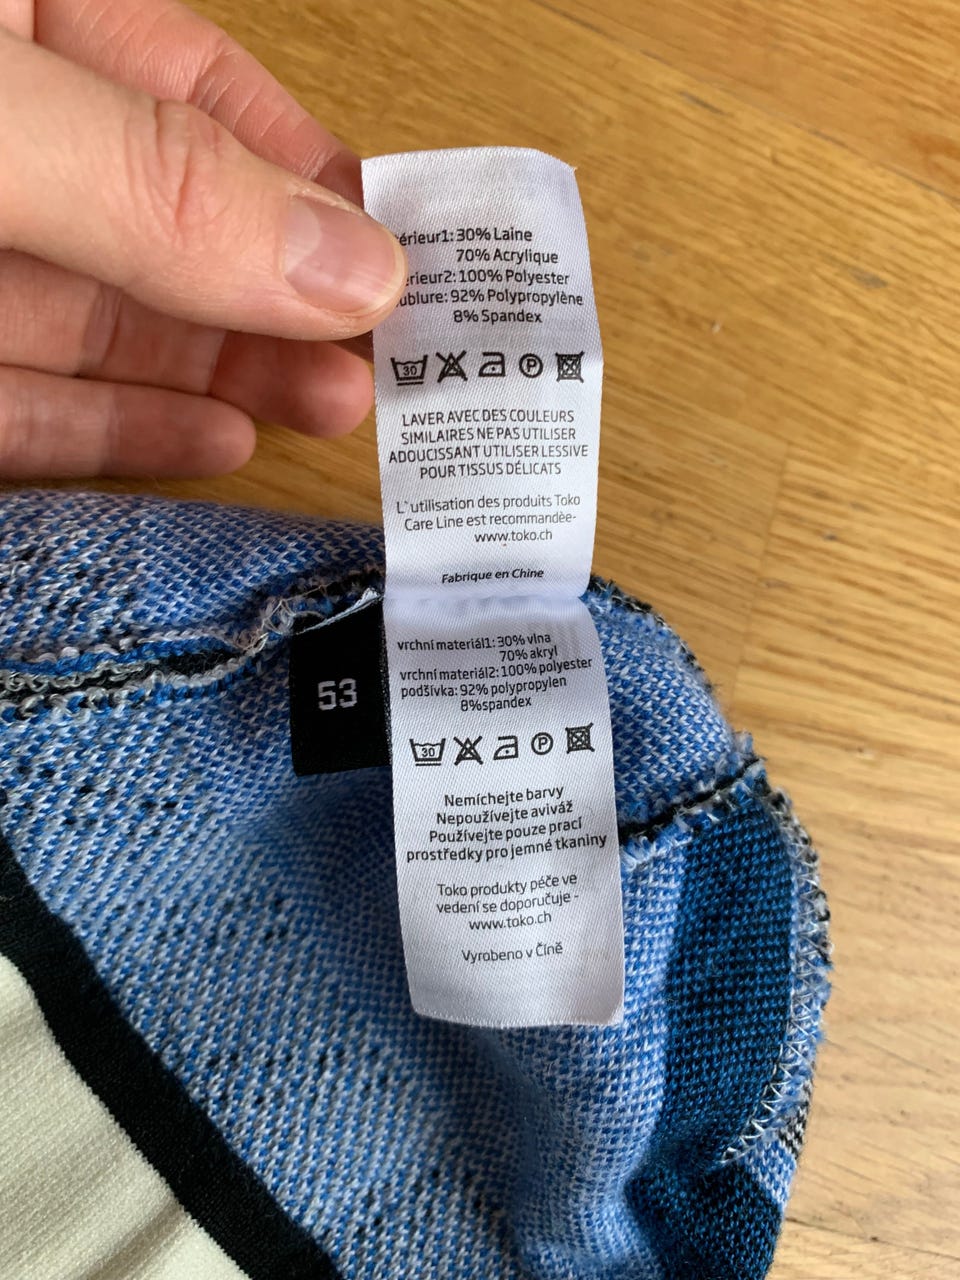 térieur1: 30% Laine
70% Acrylique
érieur2: 100% Polyester
ublure: 92% Polypropylène
8% Spandex
30 P
LAVER AVEC DES COULEURS
SIMILAIRES NE PAS UTILISER
ADOUCISSANT UTILISER LESSIVE
POUR TISSUS DÉLICATS
L`utilisation des produits Toko
Care Line est recommandèe-
www.toko.ch
Fabrique en Chine
53
vrchní materiál1: 30% vlna
70% akryl
vrchní materiál2: 100% polyester
podšívka: 92% polypropylen
8%spandex
30 P
Nemíchejte barvy
Nepoužívejte aviváž
Používejte pouze prací
prostředky pro jemné tkaniny
Toko produkty péče ve
vedení se doporučuje -
www.toko.ch
Vyrobeno v Číně